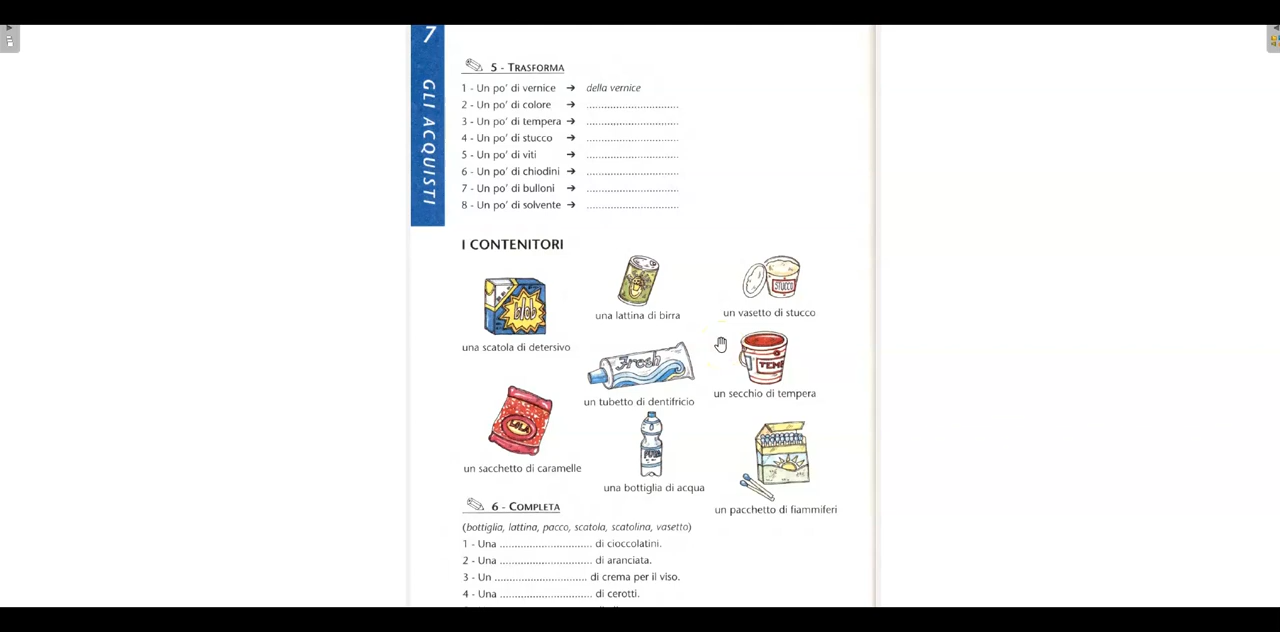 7
GLI ACQUISTI
5 - TRASFORMA
1 - Un po' di vernice → della vernice
2 - Un po' di colore → ..............................
3 - Un po' di tempera → ..............................
4 - Un po' di stucco → ..............................
5 - Un po' di viti → ..............................
6 - Un po' di chiodini → ..............................
7 - Un po' di bulloni → ..............................
8 - Un po' di solvente → ..............................
I CONTENITORI
blob
una scatola di detersivo
una lattina di birra
STUCCO
un vasetto di stucco
Fresh
un tubetto di dentifricio
TEMP
un secchio di tempera
LOLA
un sacchetto di caramelle
PURA
una bottiglia di acqua
un pacchetto di fiammiferi
6 - COMPLETA
(bottiglia, lattina, pacco, scatola, scatolina, vasetto)
1 - Una .............................. di cioccolatini.
2 - Una .............................. di aranciata.
3 - Un .............................. di crema per il viso.
4 - Una .............................. di cerotti.